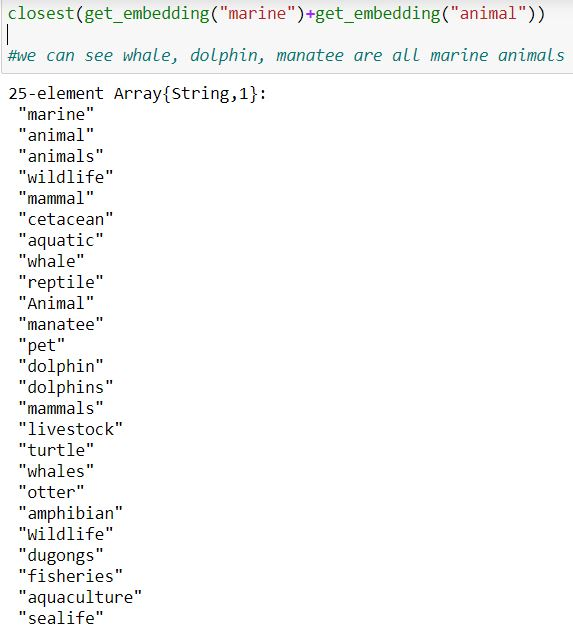 closest(get_embedding("marine")+get_embedding("animal"))
#we can see whale, dolphin, manatee are all marine animals
25-element Array{String,1}:
"marine"
"animal"
"animals"
"wildlife"
"mammal"
"cetacean"
"aquatic"
"whale"
"reptile"
"Animal"
"manatee"
"pet"
"dolphin"
"dolphins"
"mammals"
"livestock"
"turtle"
"whales"
"otter"
"amphibian"
"Wildlife"
"dugongs"
"fisheries"
"aquaculture"
"sealife"